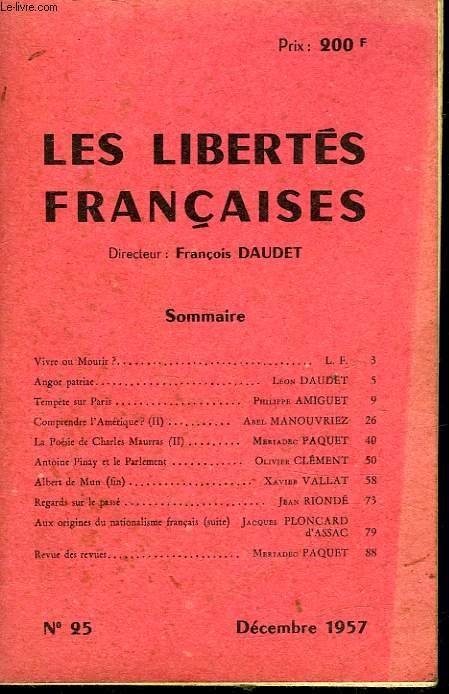 Le-livre.com
Prix : 200 F
LES LIBERTÉS
FRANÇAISES
Directeur : François DAUDET
Sommaire
Vivre ou Mourir ? L. F. 3
Angor patriae Léon DAUDET 5
Tempête sur Paris Philippe AMIGUET 9
Comprendre l'Amérique ? (II) Abel MANOUVRIEZ 26
La Poésie de Charles Maurras (II) Meriadec PAQUET 40
Antoine Pinay et le Parlement Olivier CLÉMENT 50
Albert de Mun (fin) Xavier VALLAT 58
Regards sur le passé Jean RIONDÉ 73
Aux origines du nationalisme français (suite) Jacques PLONCARD
d'ASSAC 79
Revue des revues Meriadec PAQUET 88
N° 25 Décembre 1957